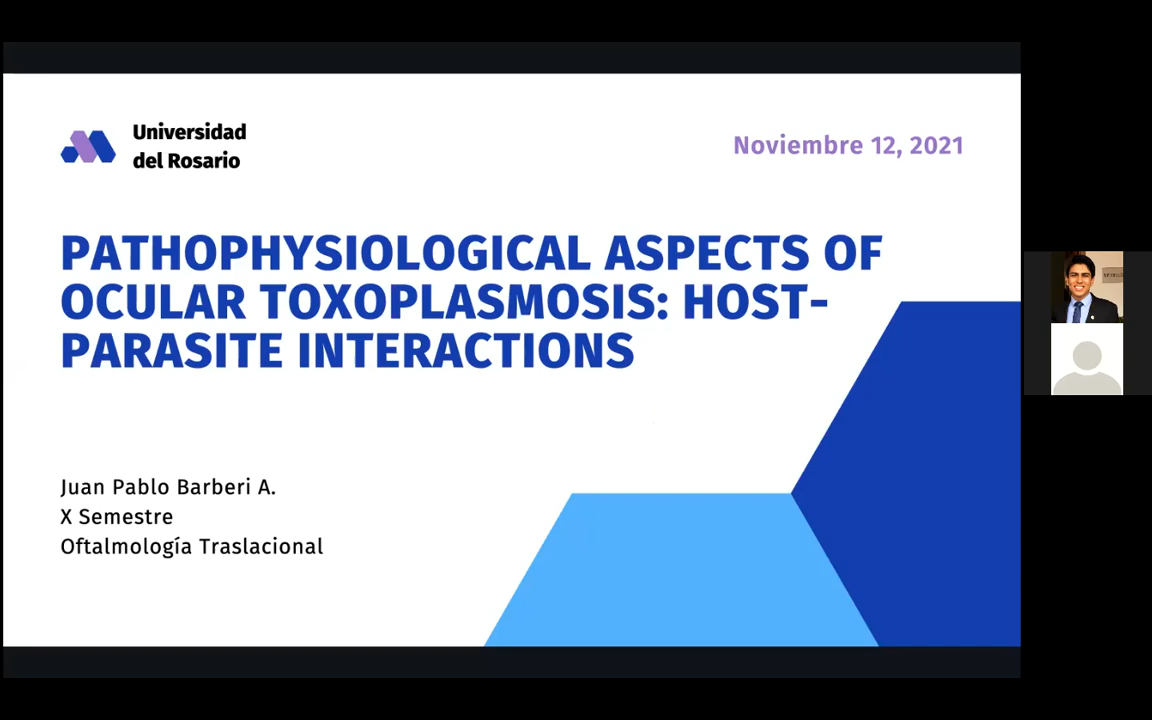 Universidad
del Rosario
Noviembre 12, 2021
PATHOPHYSIOLOGICAL ASPECTS OF
OCULAR TOXOPLASMOSIS: HOST-
PARASITE INTERACTIONS
Juan Pablo Barberi A.
X Semestre
Oftalmología Traslacional